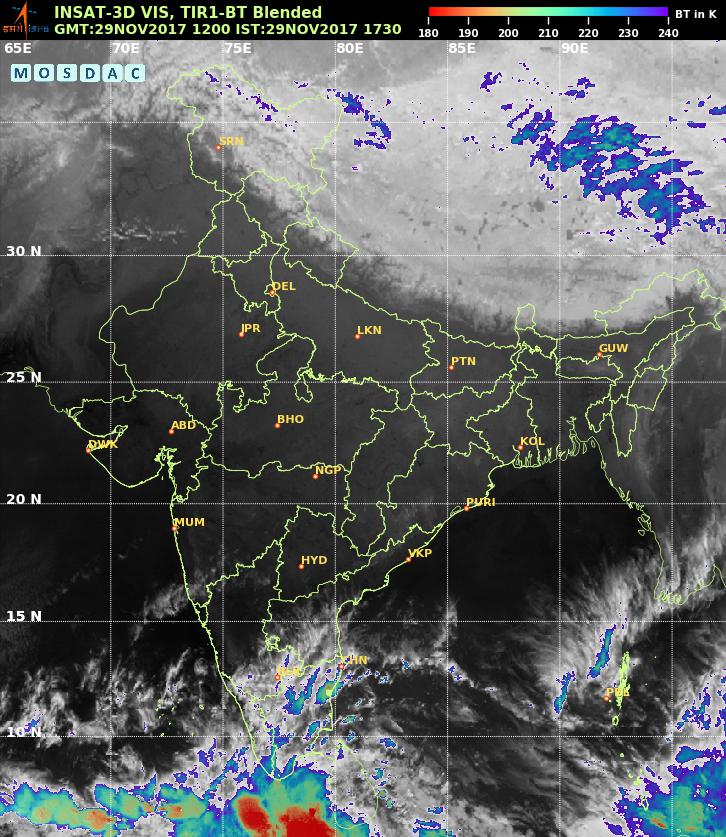 INSAT-3D VIS, TIR1-BT Blended
GMT:29NOV2017 1200 IST:29NOV2017 1730
BT in K
180 190 200 210 220 230 240
65E 70E 75E 80E 85E 90E
MOSDAC
SRN
30 N
DEL
JPR
LKN
GUW
PTN
25 N
ABD
BHO
DWK
KOL
NGP
20 N
PURI
MUM
VKP
HYD
15 N
CHN
10 N